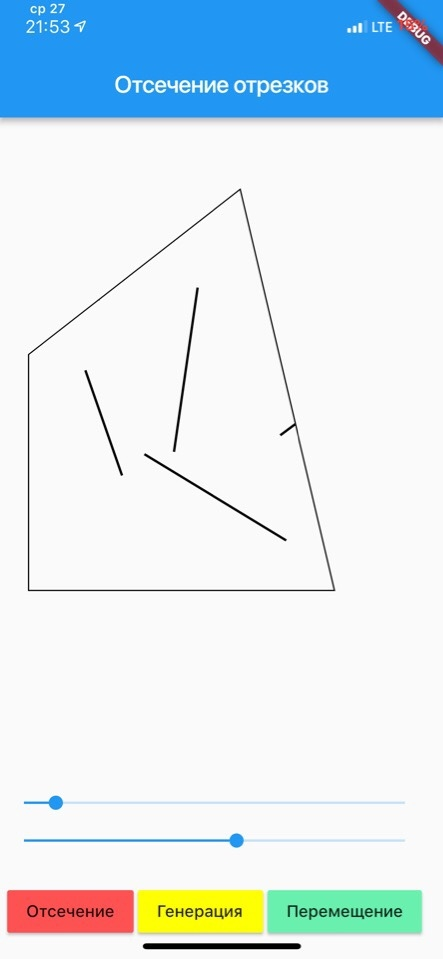 ср 27
21:53
LTE
DEBUG
Отсечение отрезков
Отсечение
Генерация
Перемещение